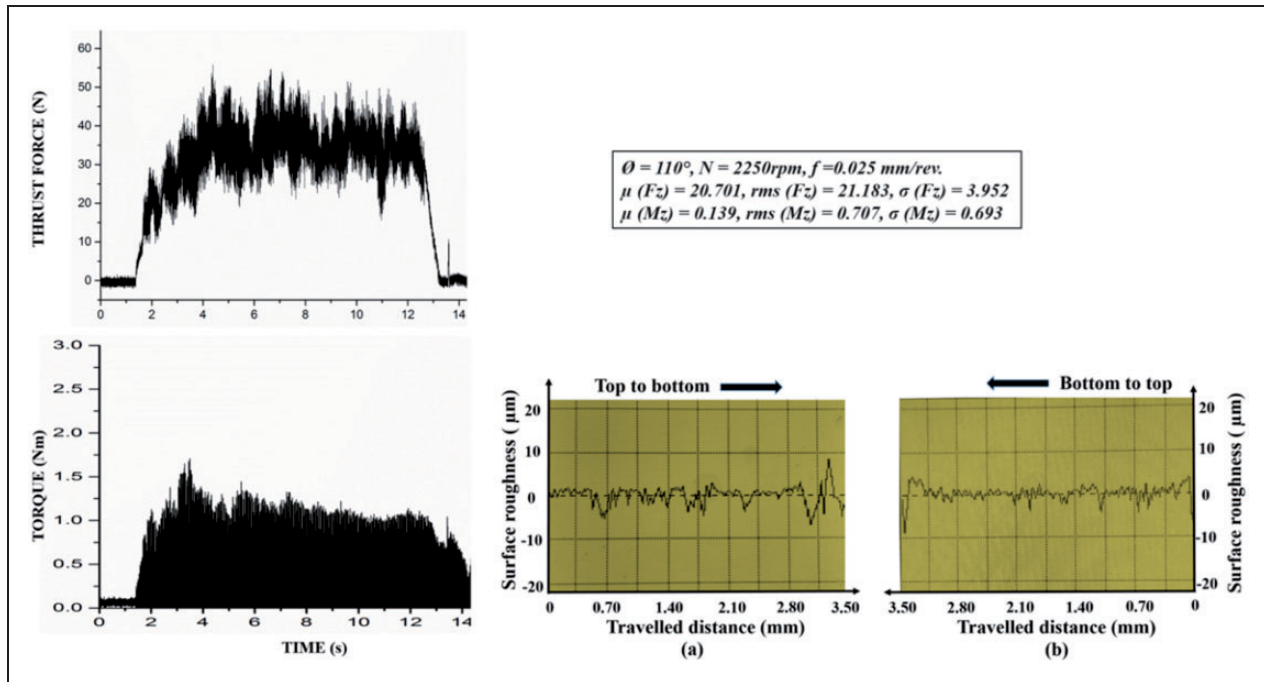 THRUST FORCE (N)
60
50
40
30
20
10
0
0 2 4 6 8 10 12 14
Ø = 110°, N = 2250rpm, f =0.025 mm/rev.
µ (Fz) = 20.701, rms (Fz) = 21.183, σ (Fz) = 3.952
µ (Mz) = 0.139, rms (Mz) = 0.707, σ (Mz) = 0.693
TORQUE (Nm)
3.0
2.5
2.0
1.5
1.0
0.5
0.0
0 2 4 6 8 10 12 14
TIME (s)
Top to bottom
Surface roughness ( µm)
20
10
0
-10
-20
0 0.70 1.40 2.10 2.80 3.50
Travelled distance (mm)
(a)
Bottom to top
20
10
0
-10
-20
Surface roughness ( µm)
3.50 2.80 2.10 1.40 0.70 0
Travelled distance (mm)
(b)